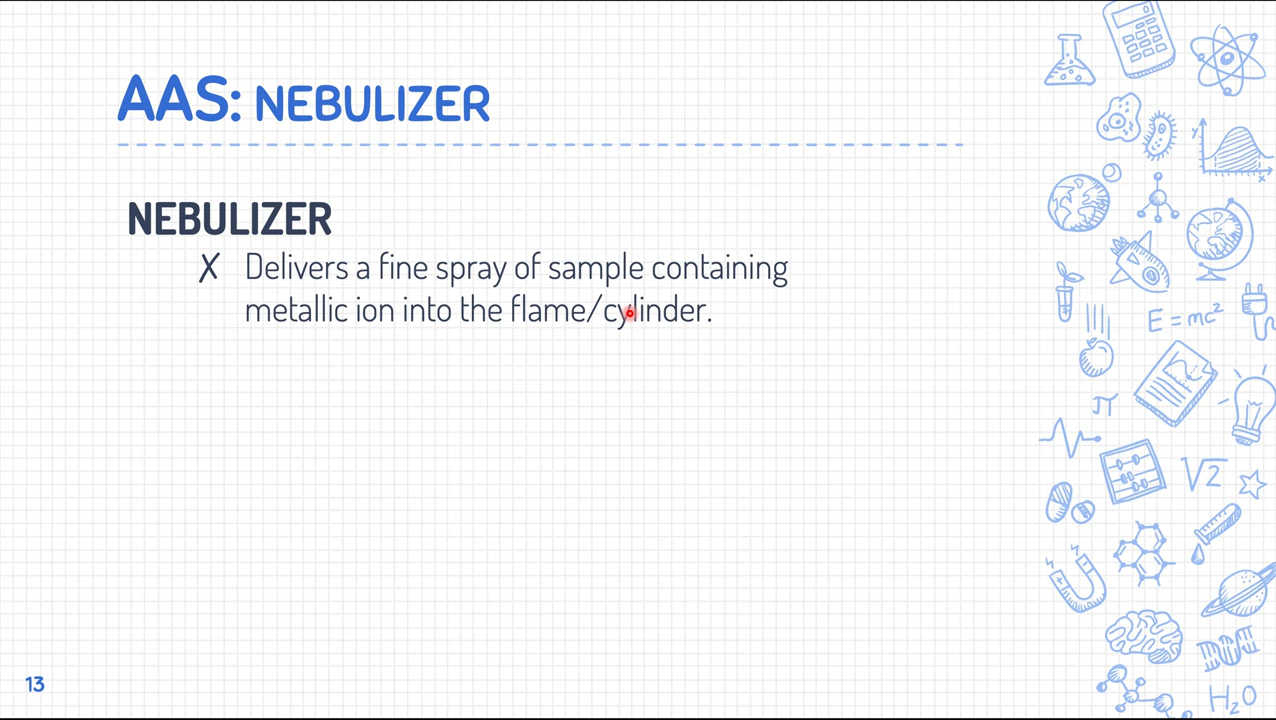 AAS: NEBULIZER
NEBULIZER
X Delivers a fine spray of sample containing
metallic ion into the flame/cylinder.
13
y
x
E = mc²
π
√2
H₂O